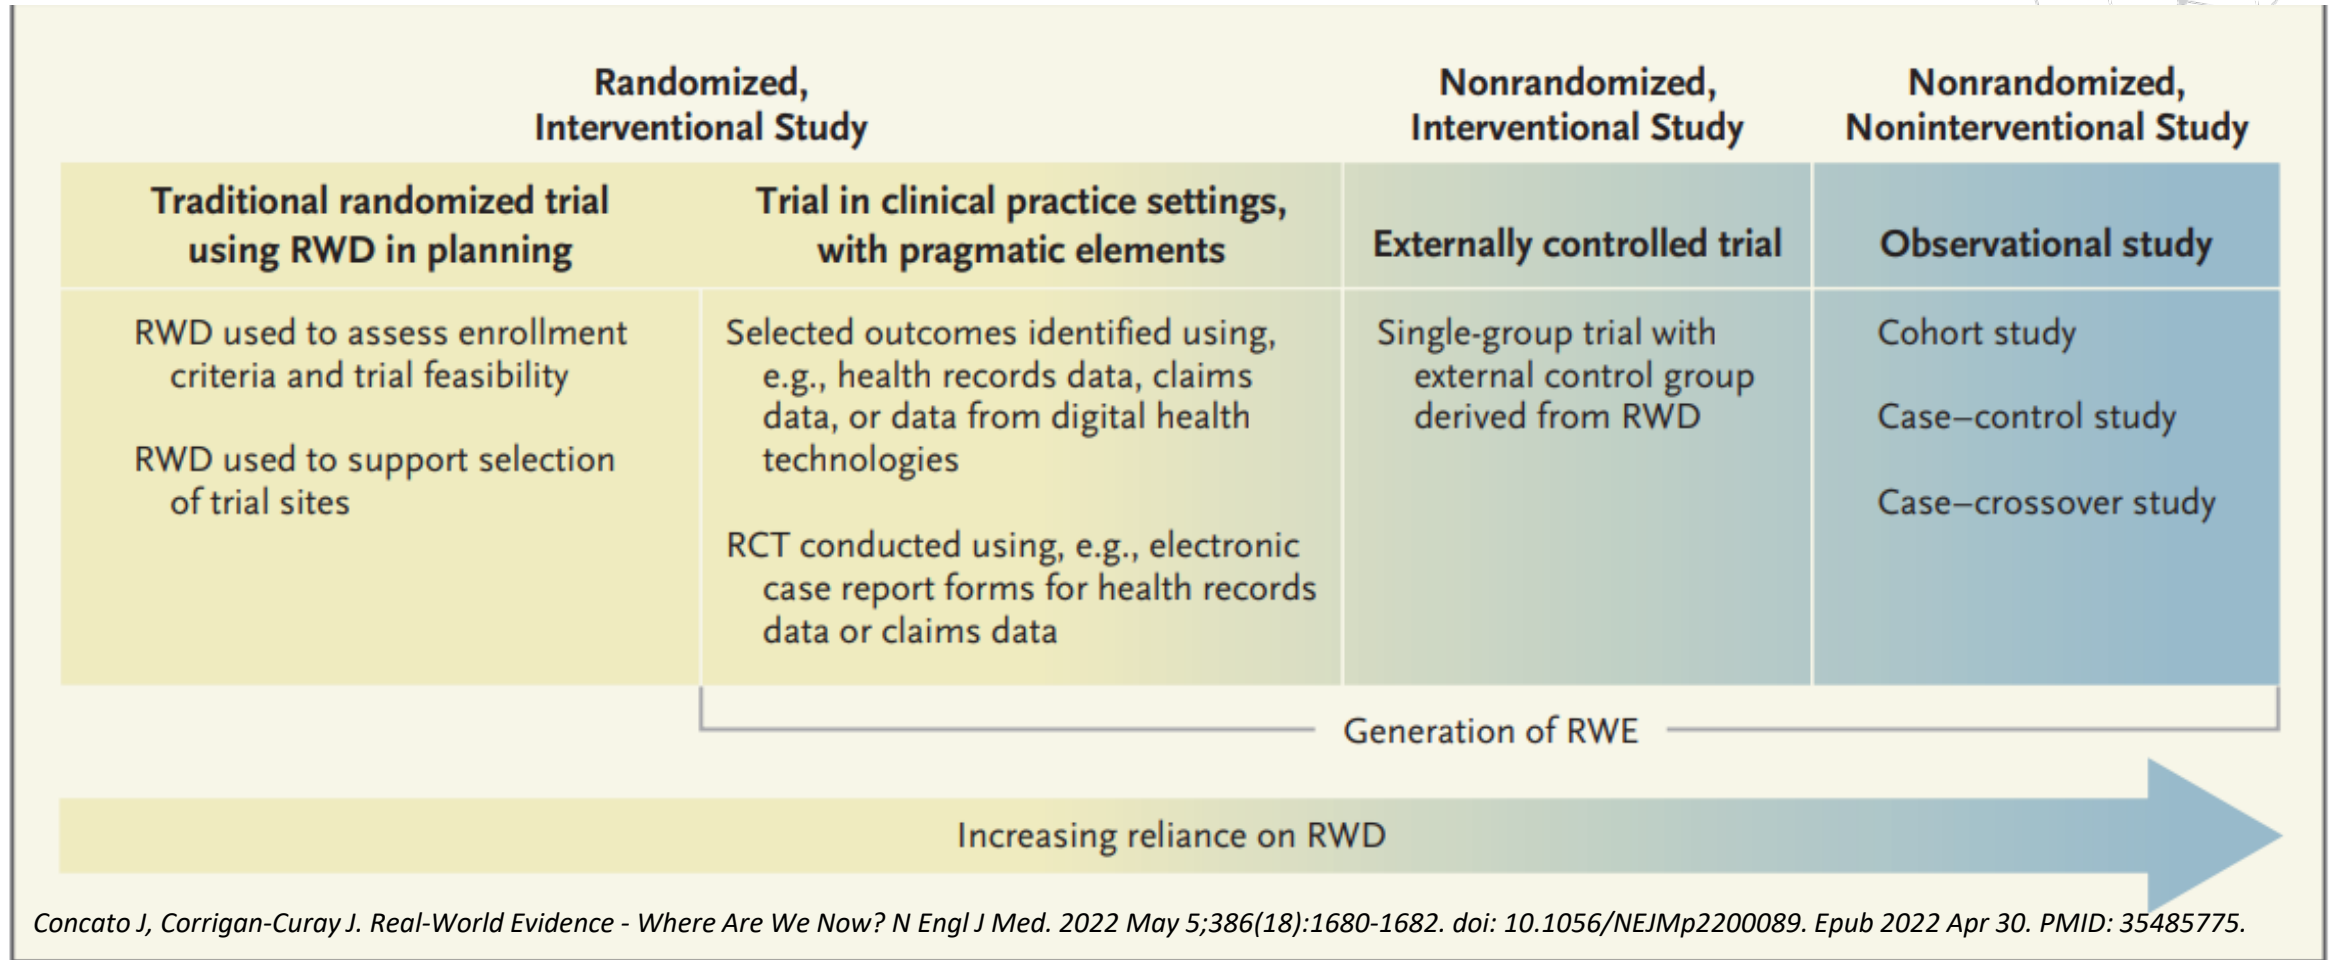 Randomized,
Interventional Study
Nonrandomized,
Interventional Study
Nonrandomized,
Noninterventional Study
Traditional randomized trial
using RWD in planning
Trial in clinical practice settings,
with pragmatic elements
Externally controlled trial
Observational study
RWD used to assess enrollment
criteria and trial feasibility
RWD used to support selection
of trial sites
Selected outcomes identified using,
e.g., health records data, claims
data, or data from digital health
technologies
RCT conducted using, e.g., electronic
case report forms for health records
data or claims data
Single-group trial with
external control group
derived from RWD
Cohort study
Case–control study
Case–crossover study
Generation of RWE
Increasing reliance on RWD
Concato J, Corrigan-Curay J. Real-World Evidence - Where Are We Now? N Engl J Med. 2022 May 5;386(18):1680-1682. doi: 10.1056/NEJMp2200089. Epub 2022 Apr 30. PMID: 35485775.